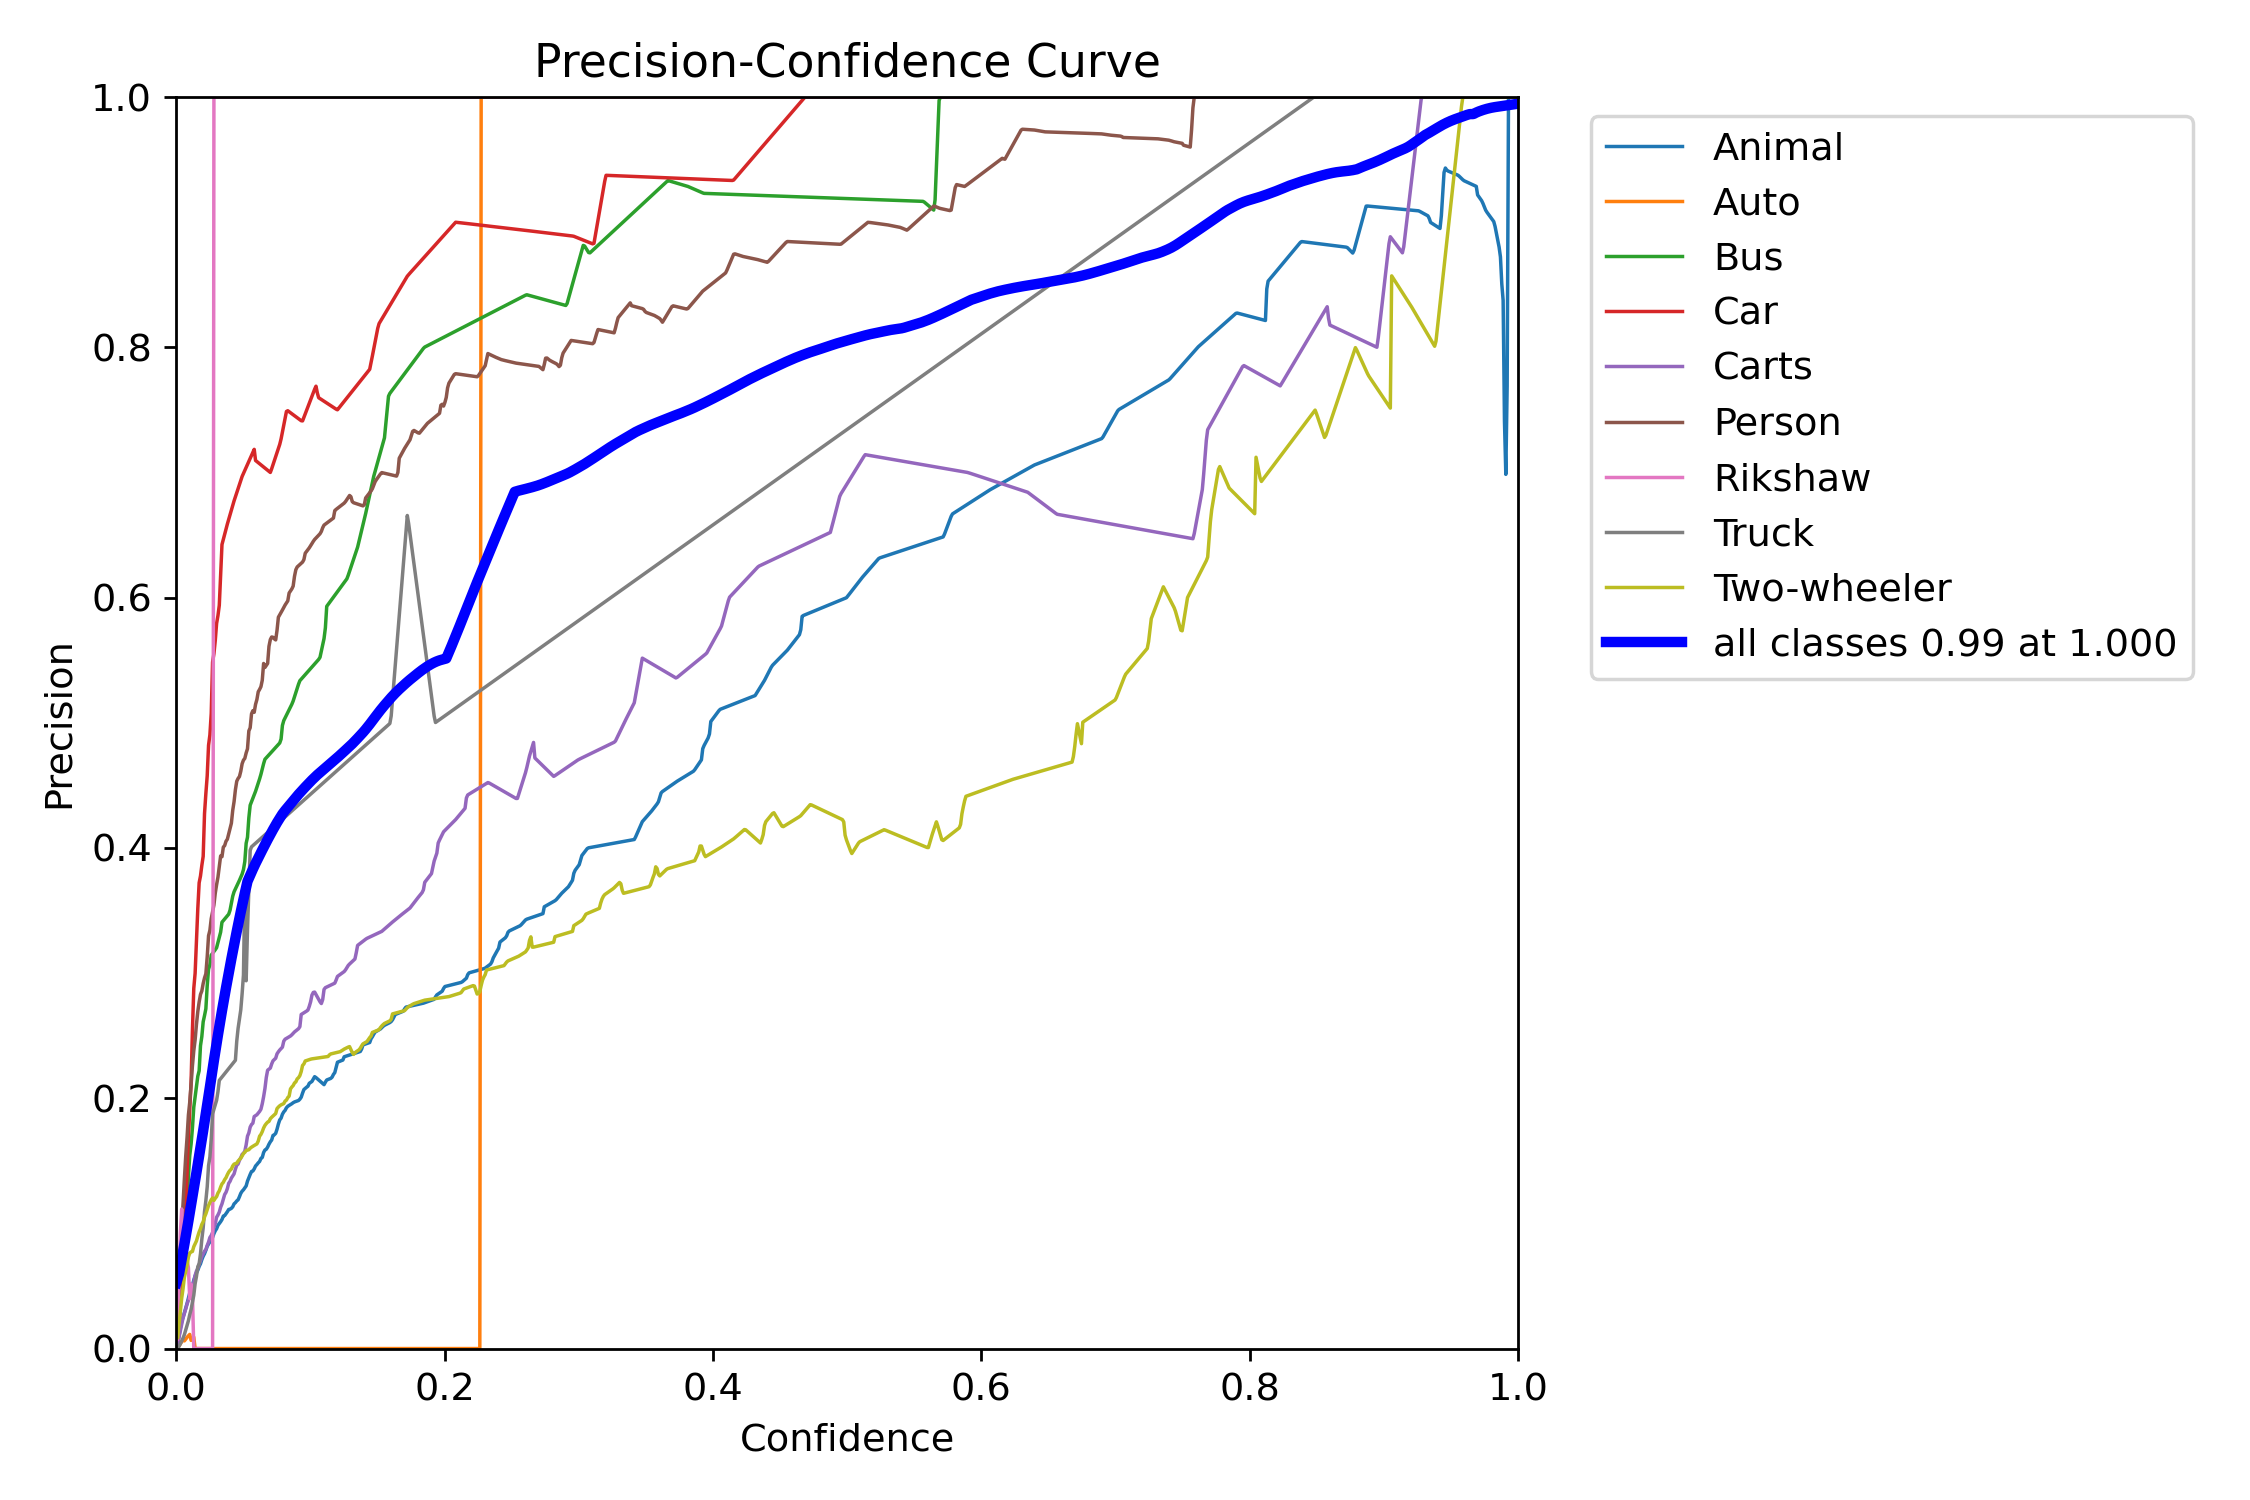 Precision-Confidence Curve
1.0
0.8
0.6
0.4
0.2
0.0
Precision
0.0 0.2 0.4 0.6 0.8 1.0
Confidence
Animal
Auto
Bus
Car
Carts
Person
Rikshaw
Truck
Two-wheeler
all classes 0.99 at 1.000